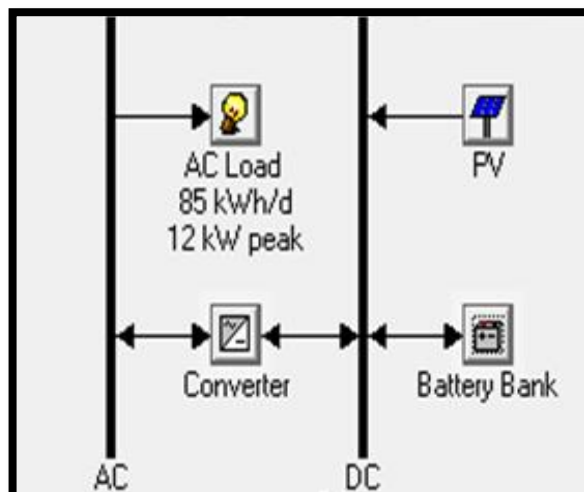 AC Load
85 kWh/d
12 kW peak
PV
Converter
Battery Bank
AC
DC